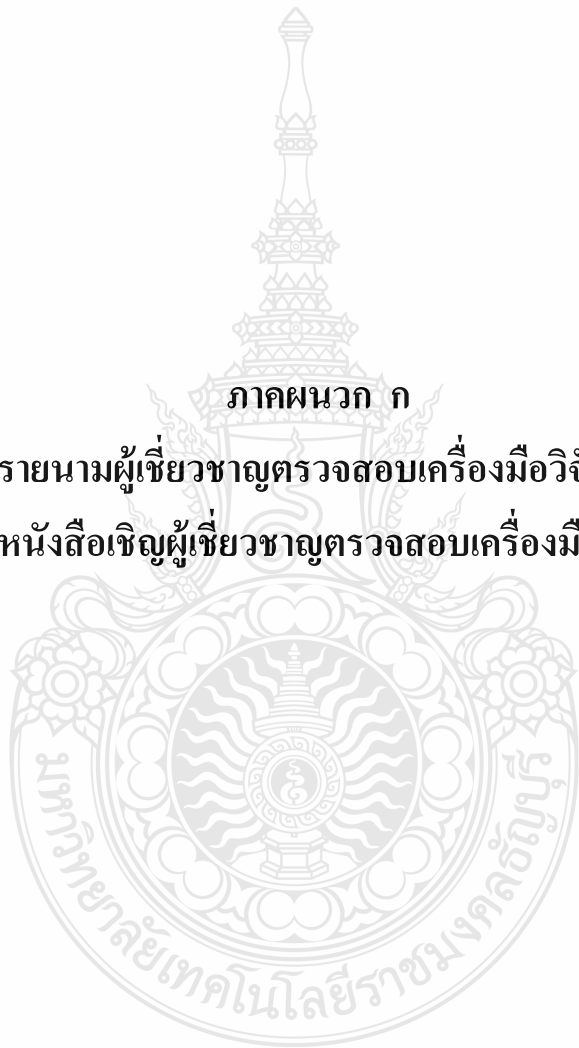 ภาคผนวก ก
รายนามผู้เชี่ยวชาญตรวจสอบเครื่องมือวิจั
หนังสือเชิญผู้เชี่ยวชาญตรวจสอบเครื่องมื
มหาวิทยาลัยเทคโนโลยีราชมงคลธัญบุรี